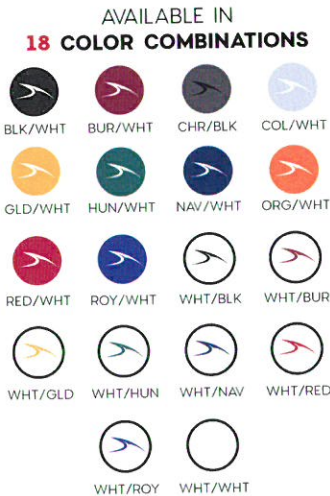 AVAILABLE IN
18 COLOR COMBINATIONS
BLK/WHT BUR/WHT CHR/BLK COL/WHT
GLD/WHT HUN/WHT NAV/WHT ORG/WHT
RED/WHT ROY/WHT WHT/BLK WHT/BUR
WHT/GLD WHT/HUN WHT/NAV WHT/RED
WHT/ROY WHT/WHT